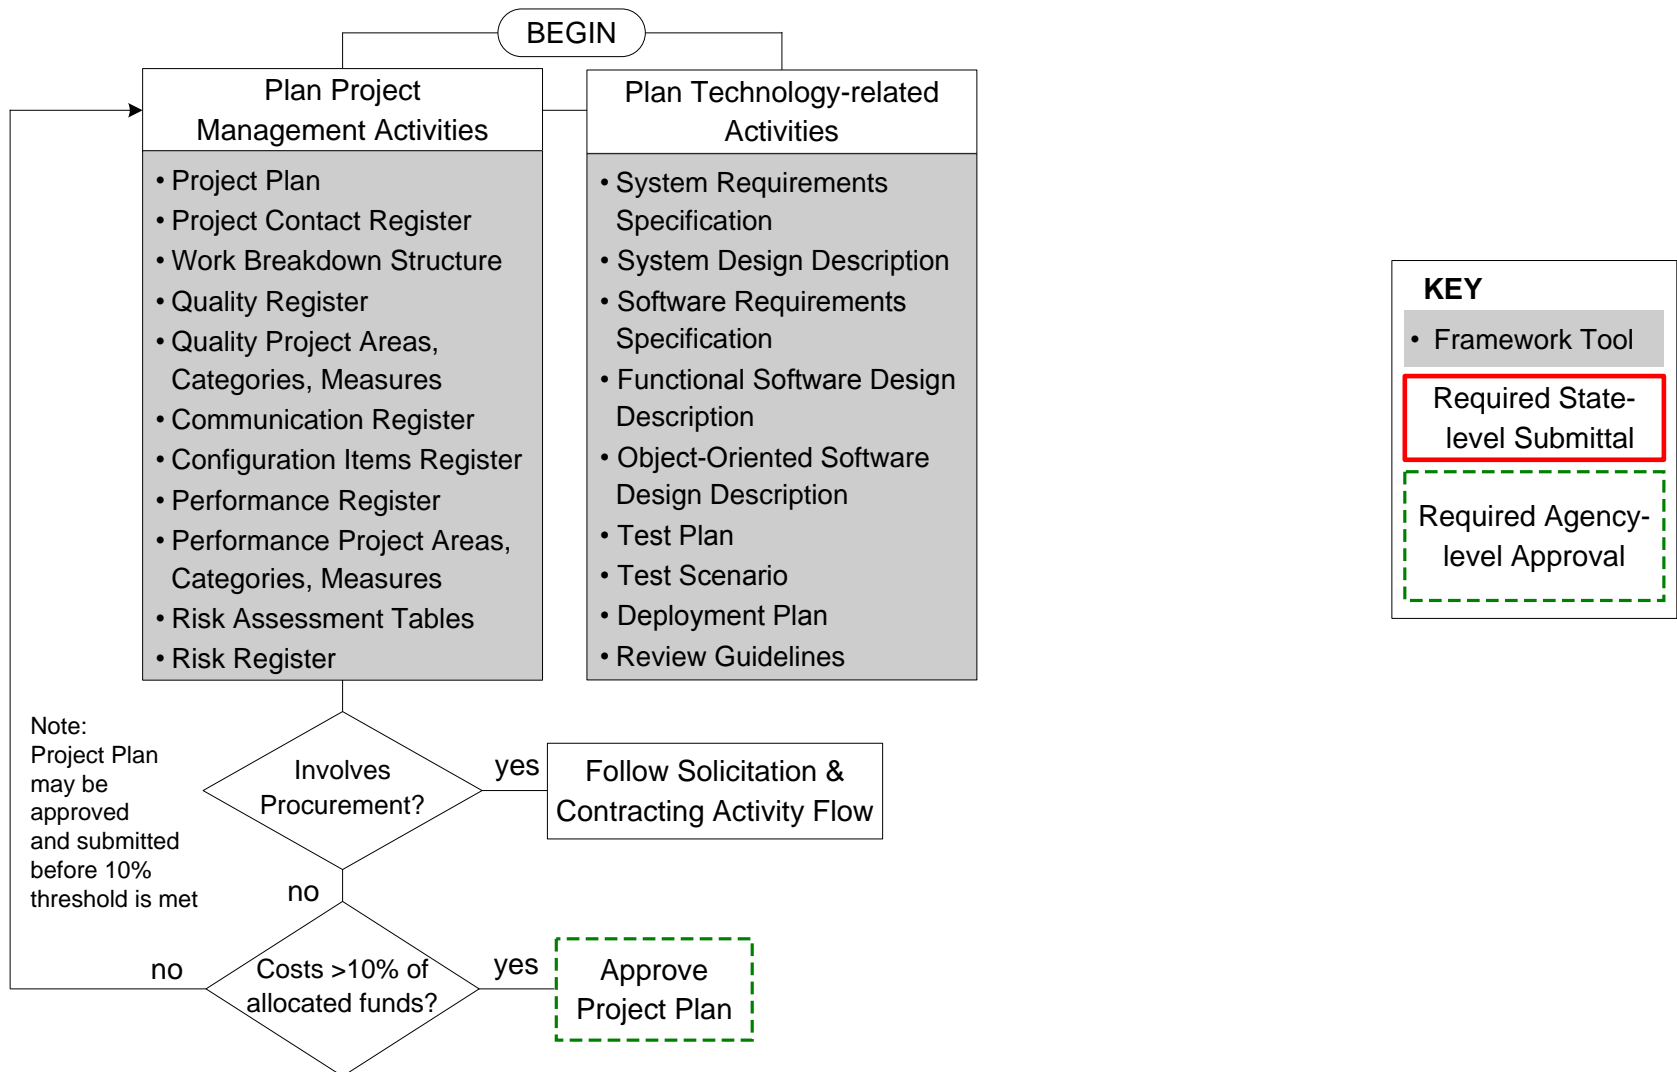 BEGIN
Plan Project
Management Activities
• Project Plan
• Project Contact Register
• Work Breakdown Structure
• Quality Register
• Quality Project Areas,
Categories, Measures
• Communication Register
• Configuration Items Register
• Performance Register
• Performance Project Areas,
Categories, Measures
• Risk Assessment Tables
• Risk Register
Plan Technology-related
Activities
• System Requirements
Specification
• System Design Description
• Software Requirements
Specification
• Functional Software Design
Description
• Object-Oriented Software
Design Description
• Test Plan
• Test Scenario
• Deployment Plan
• Review Guidelines
KEY
• Framework Tool
Required State-
level Submittal
Required Agency-
level Approval
Note:
Project Plan
may be
approved
and submitted
before 10%
threshold is met
Involves
Procurement?
yes
Follow Solicitation &
Contracting Activity Flow
no
no
Costs >10% of
allocated funds?
yes
Approve
Project Plan